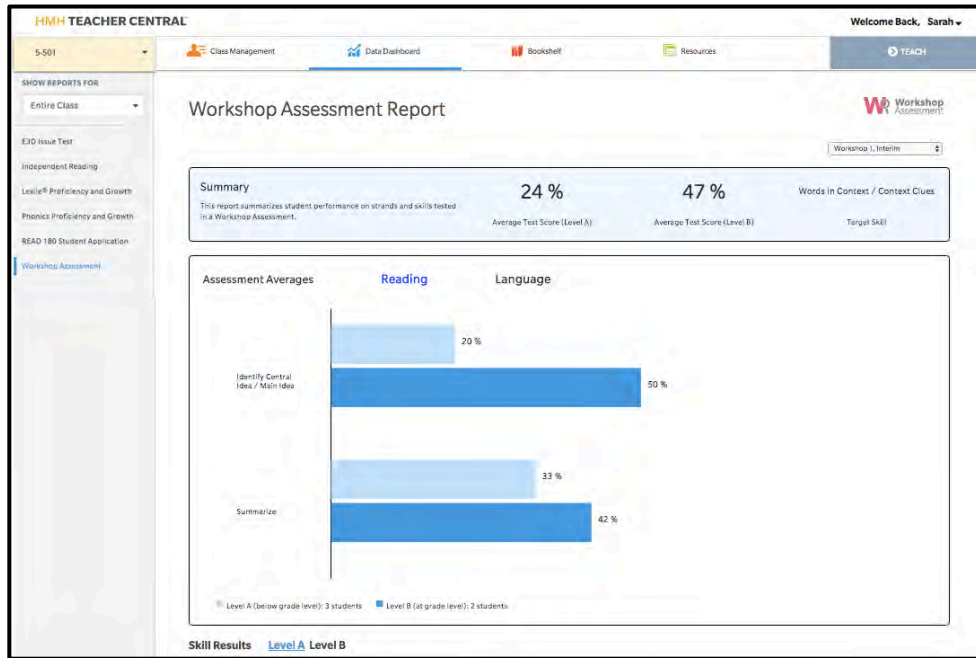 HMH TEACHER CENTRAL
Welcome Back, Sarah
5-501
Class Management
Data Dashboard
Bookshelf
Resources
TEACH
SHOW REPORTS FOR
Entire Class
E3D Issue Test
Independent Reading
Lexile® Proficiency and Growth
Phonics Proficiency and Growth
READ 180 Student Application
Workshop Assessment
Workshop Assessment Report
W Workshop
Assessment
Workshop 1, Interim
Summary
This report summarizes student performance on strands and skills tested
in a Workshop Assessment.
24 %
Average Test Score (Level A)
47 %
Average Test Score (Level B)
Words in Context / Context Clues
Target Skill
Assessment Averages
Reading
Language
20 %
Identify Central
Idea / Main Idea
50 %
33 %
Summarize
42 %
Level A (below grade level): 3 students
Level B (at grade level): 2 students
Skill Results Level A Level B